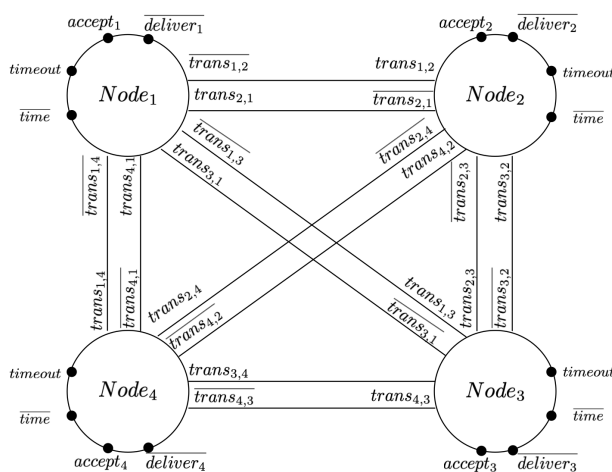 accept₁ deliver₁
accept₂ deliver₂
timeout
trans₁,₂
trans₁,₂
timeout
Node₁
trans₂,₁
trans₂,₁
Node₂
time
time
trans₁,₃
trans₃,₁
trans₂,₄
trans₄,₂
trans₁,₄
trans₄,₁
trans₂,₃
trans₃,₂
trans₁,₄
trans₄,₁
trans₂,₄
trans₄,₂
trans₁,₃
trans₃,₁
trans₂,₃
trans₃,₂
timeout
trans₃,₄
timeout
Node₄
trans₄,₃
trans₄,₃
Node₃
time
time
accept₄ deliver₄
accept₃ deliver₃